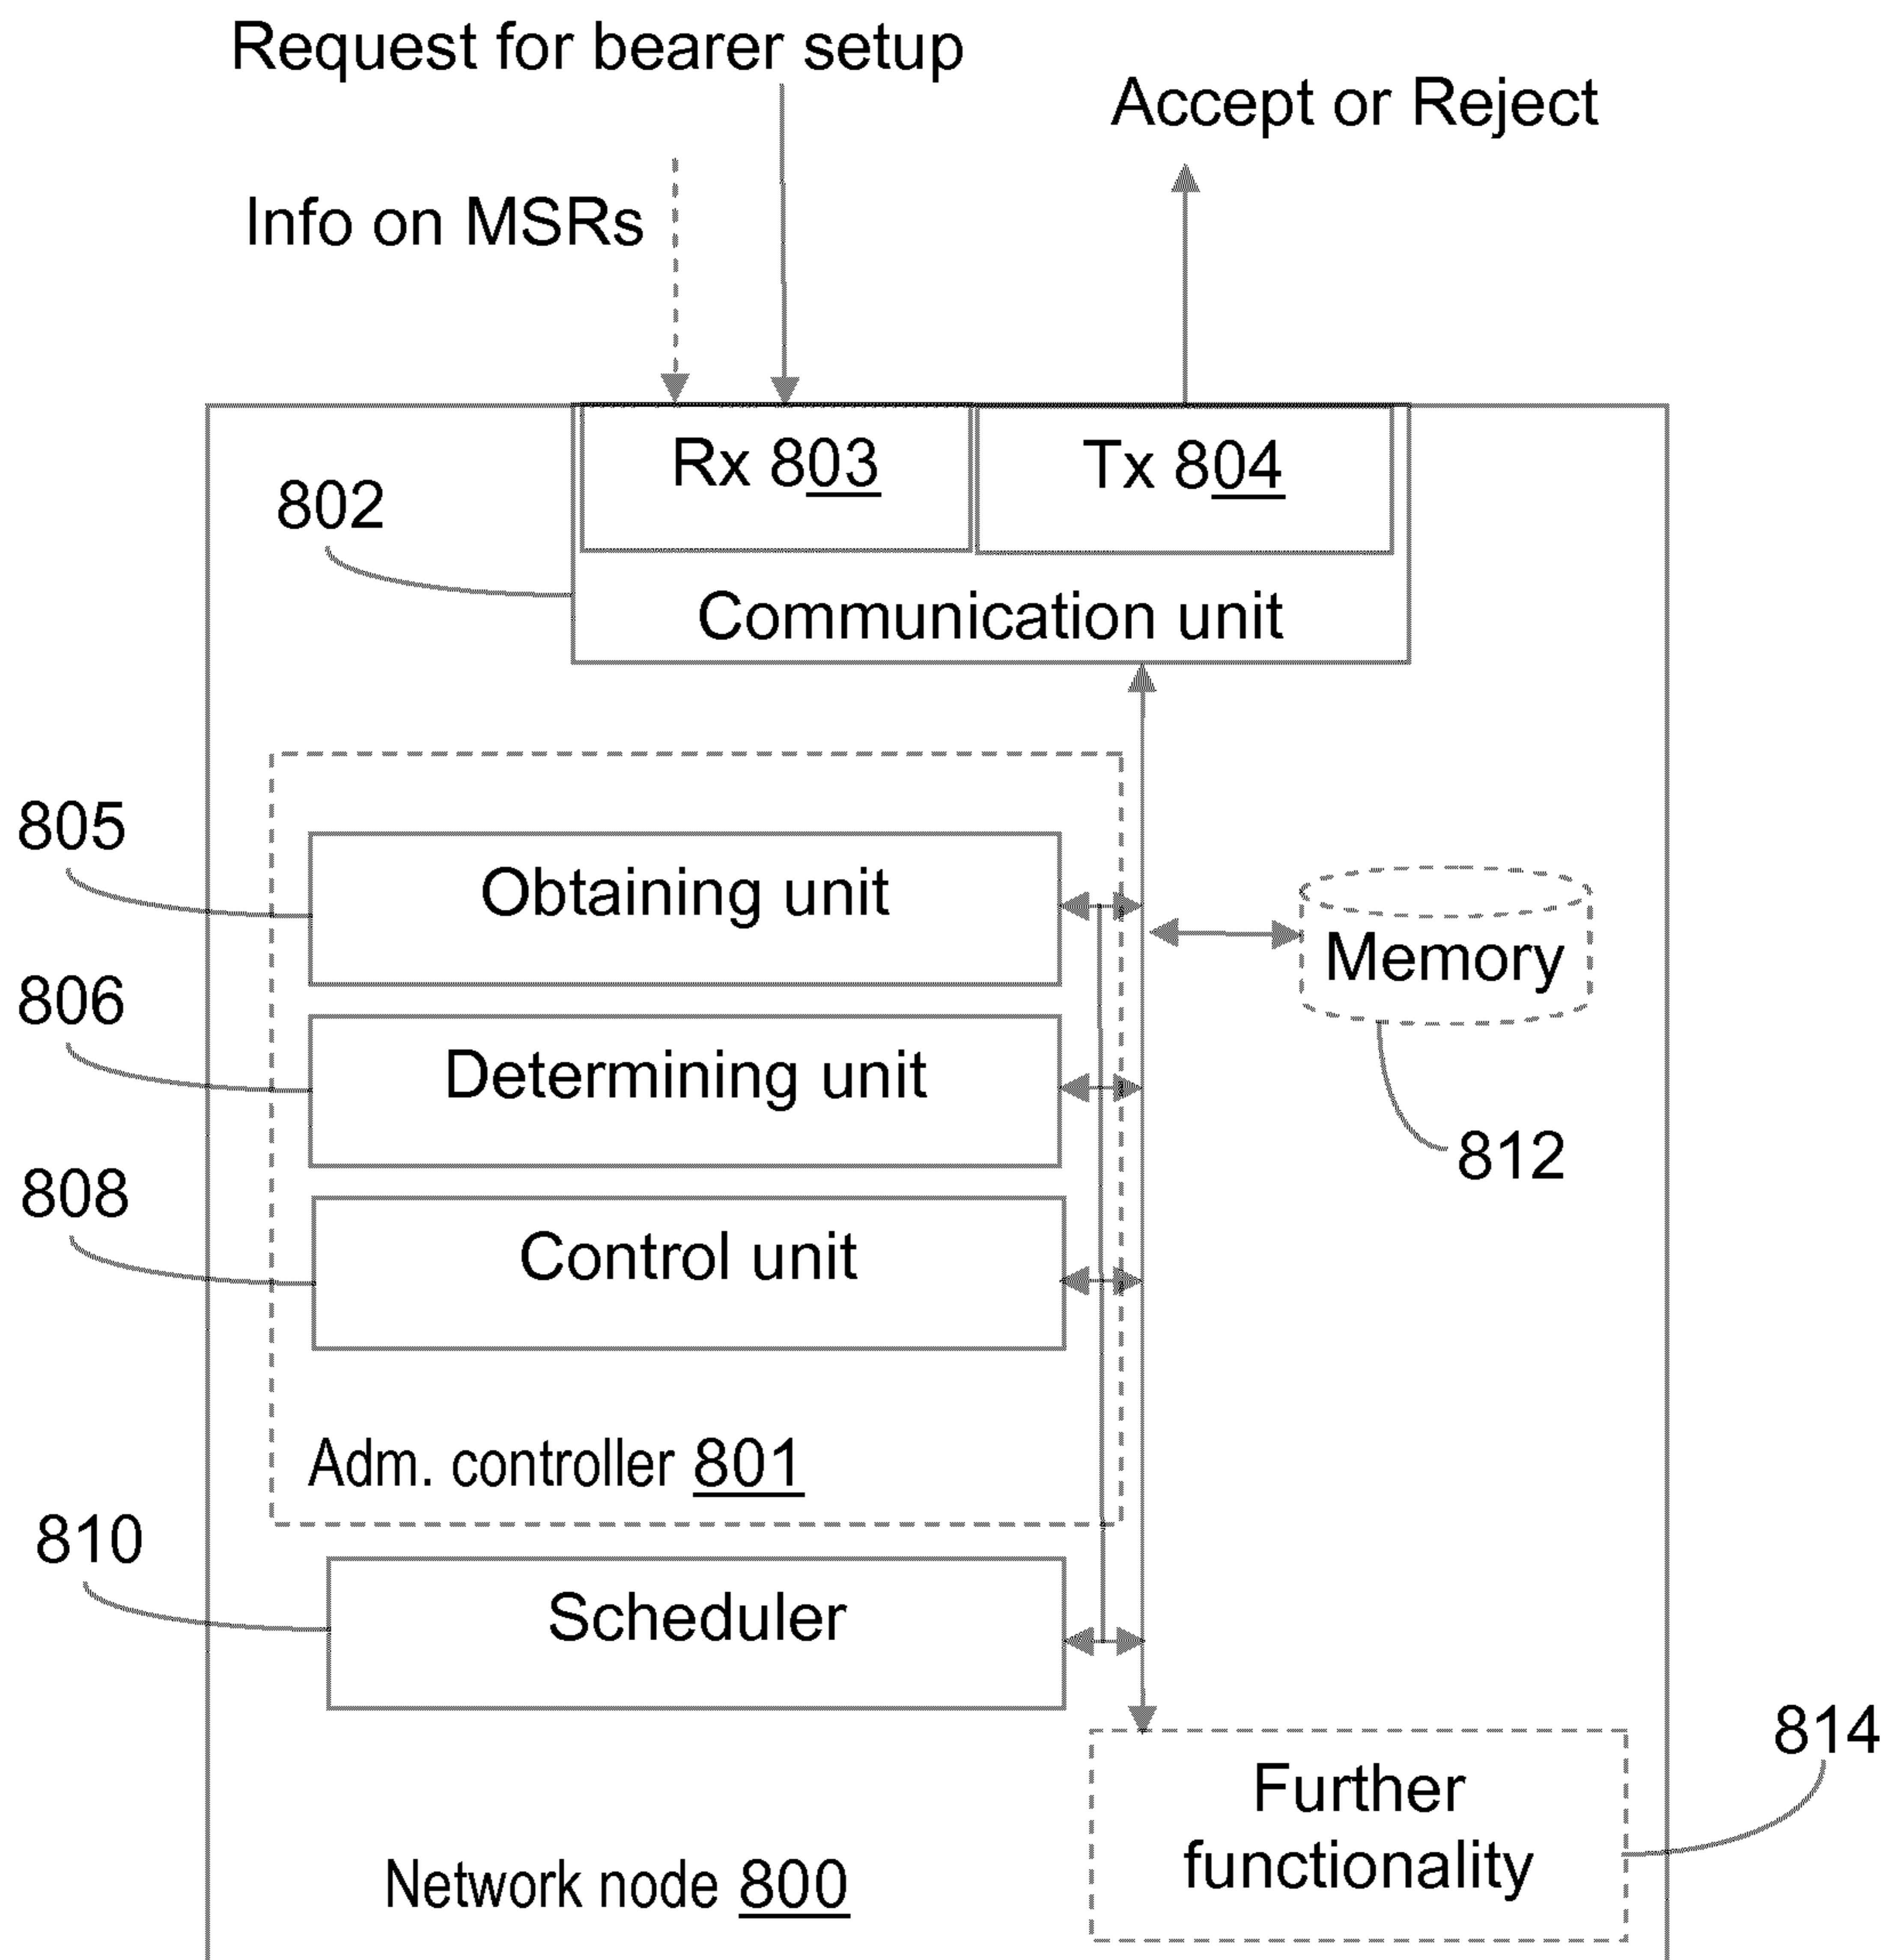 Request for bearer setup
Accept or Reject
Info on MSRs
Rx 803
Tx 804
802
Communication unit
805
Obtaining unit
Memory
806
Determining unit
812
808
Control unit
Adm. controller 801
810
Scheduler
814
Further
functionality
Network node 800